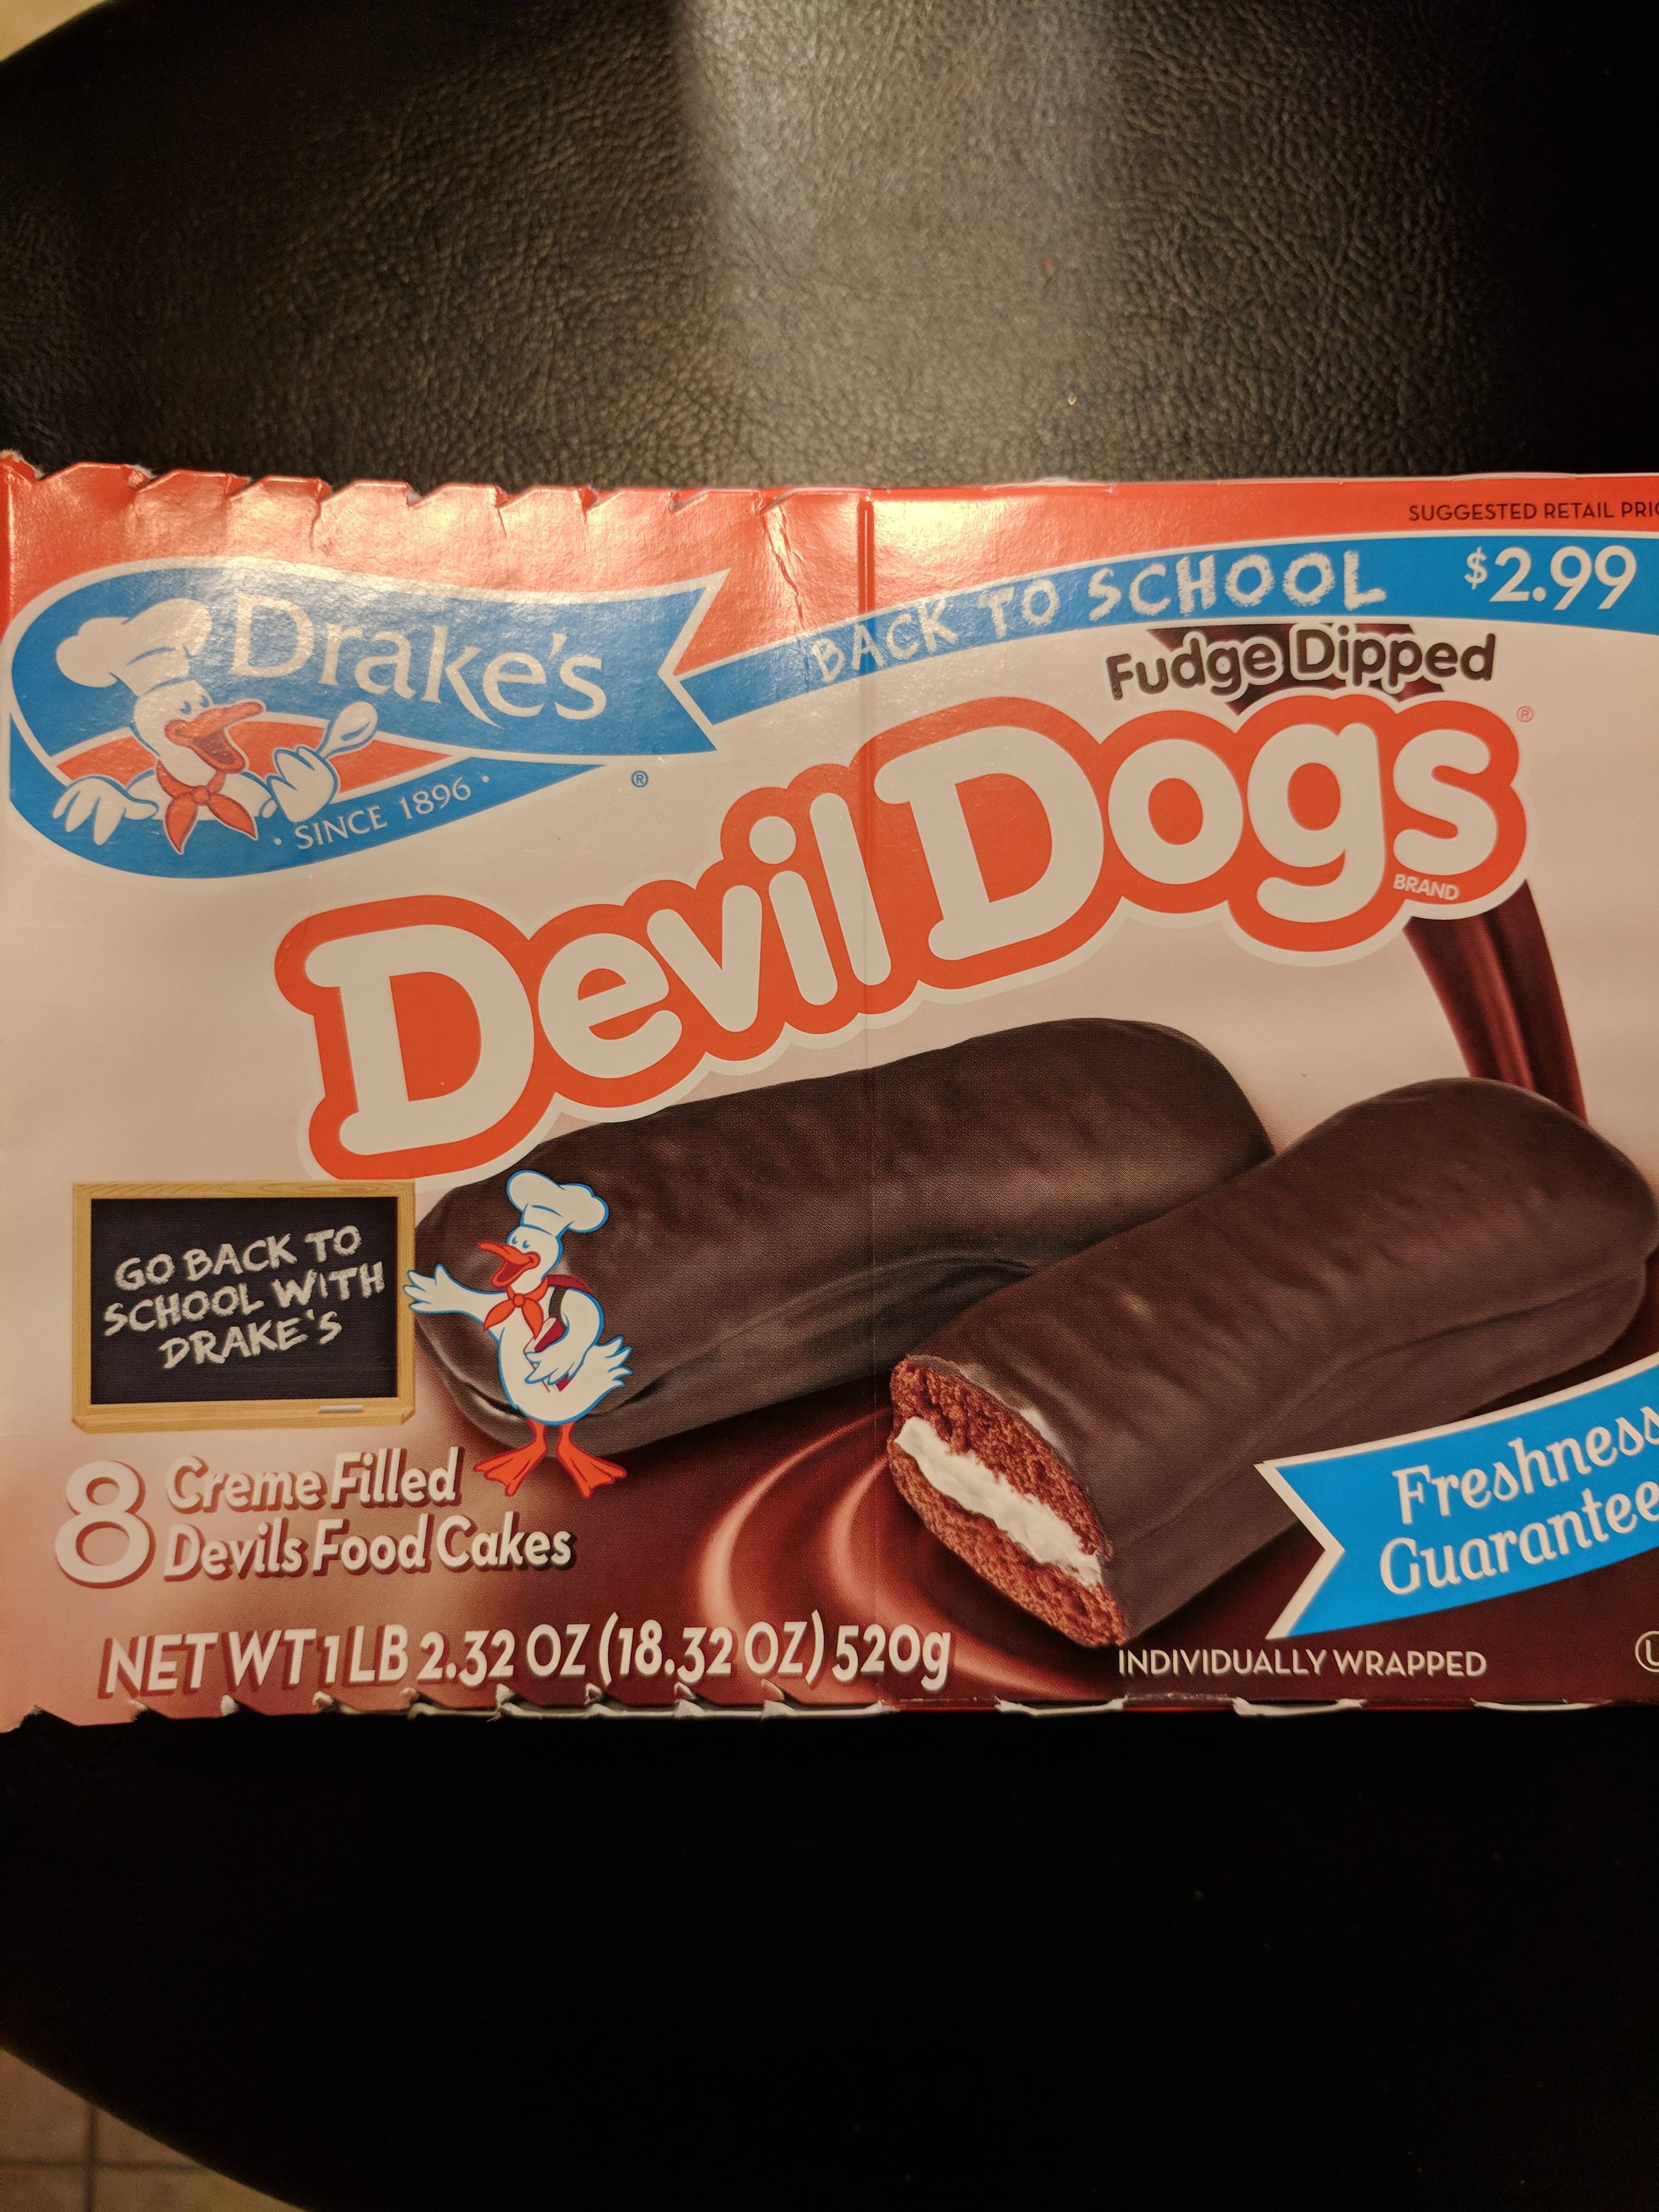 SUGGESTED RETAIL
BACK TO SCHOOL $2.99
Drake's
®
· SINCE 1896 ·
Fudge Dipped
Devil Dogs®
BRAND
GO BACK TO
SCHOOL WITH
DRAKE'S
8 Creme Filled
Devils Food Cakes
Freshness
Guarantee
NET WT 1 LB 2.32 OZ (18.32 OZ) 520g
INDIVIDUALLY WRAPPED